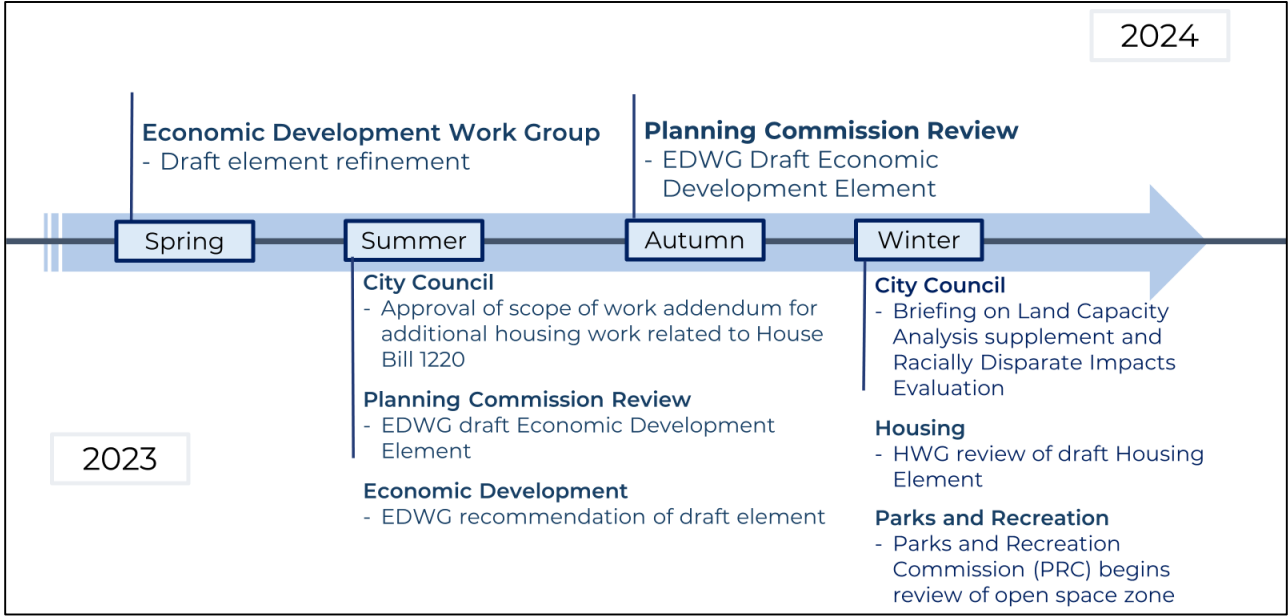 2024
Economic Development Work Group
- Draft element refinement
Planning Commission Review
- EDWG Draft Economic
Development Element
Spring
Summer
Autumn
Winter
City Council
- Approval of scope of work addendum for
additional housing work related to House
Bill 1220
Planning Commission Review
- EDWG draft Economic Development
Element
Economic Development
- EDWG recommendation of draft element
City Council
- Briefing on Land Capacity
Analysis supplement and
Racially Disparate Impacts
Evaluation
Housing
- HWG review of draft Housing
Element
Parks and Recreation
- Parks and Recreation
Commission (PRC) begins
review of open space zone
2023